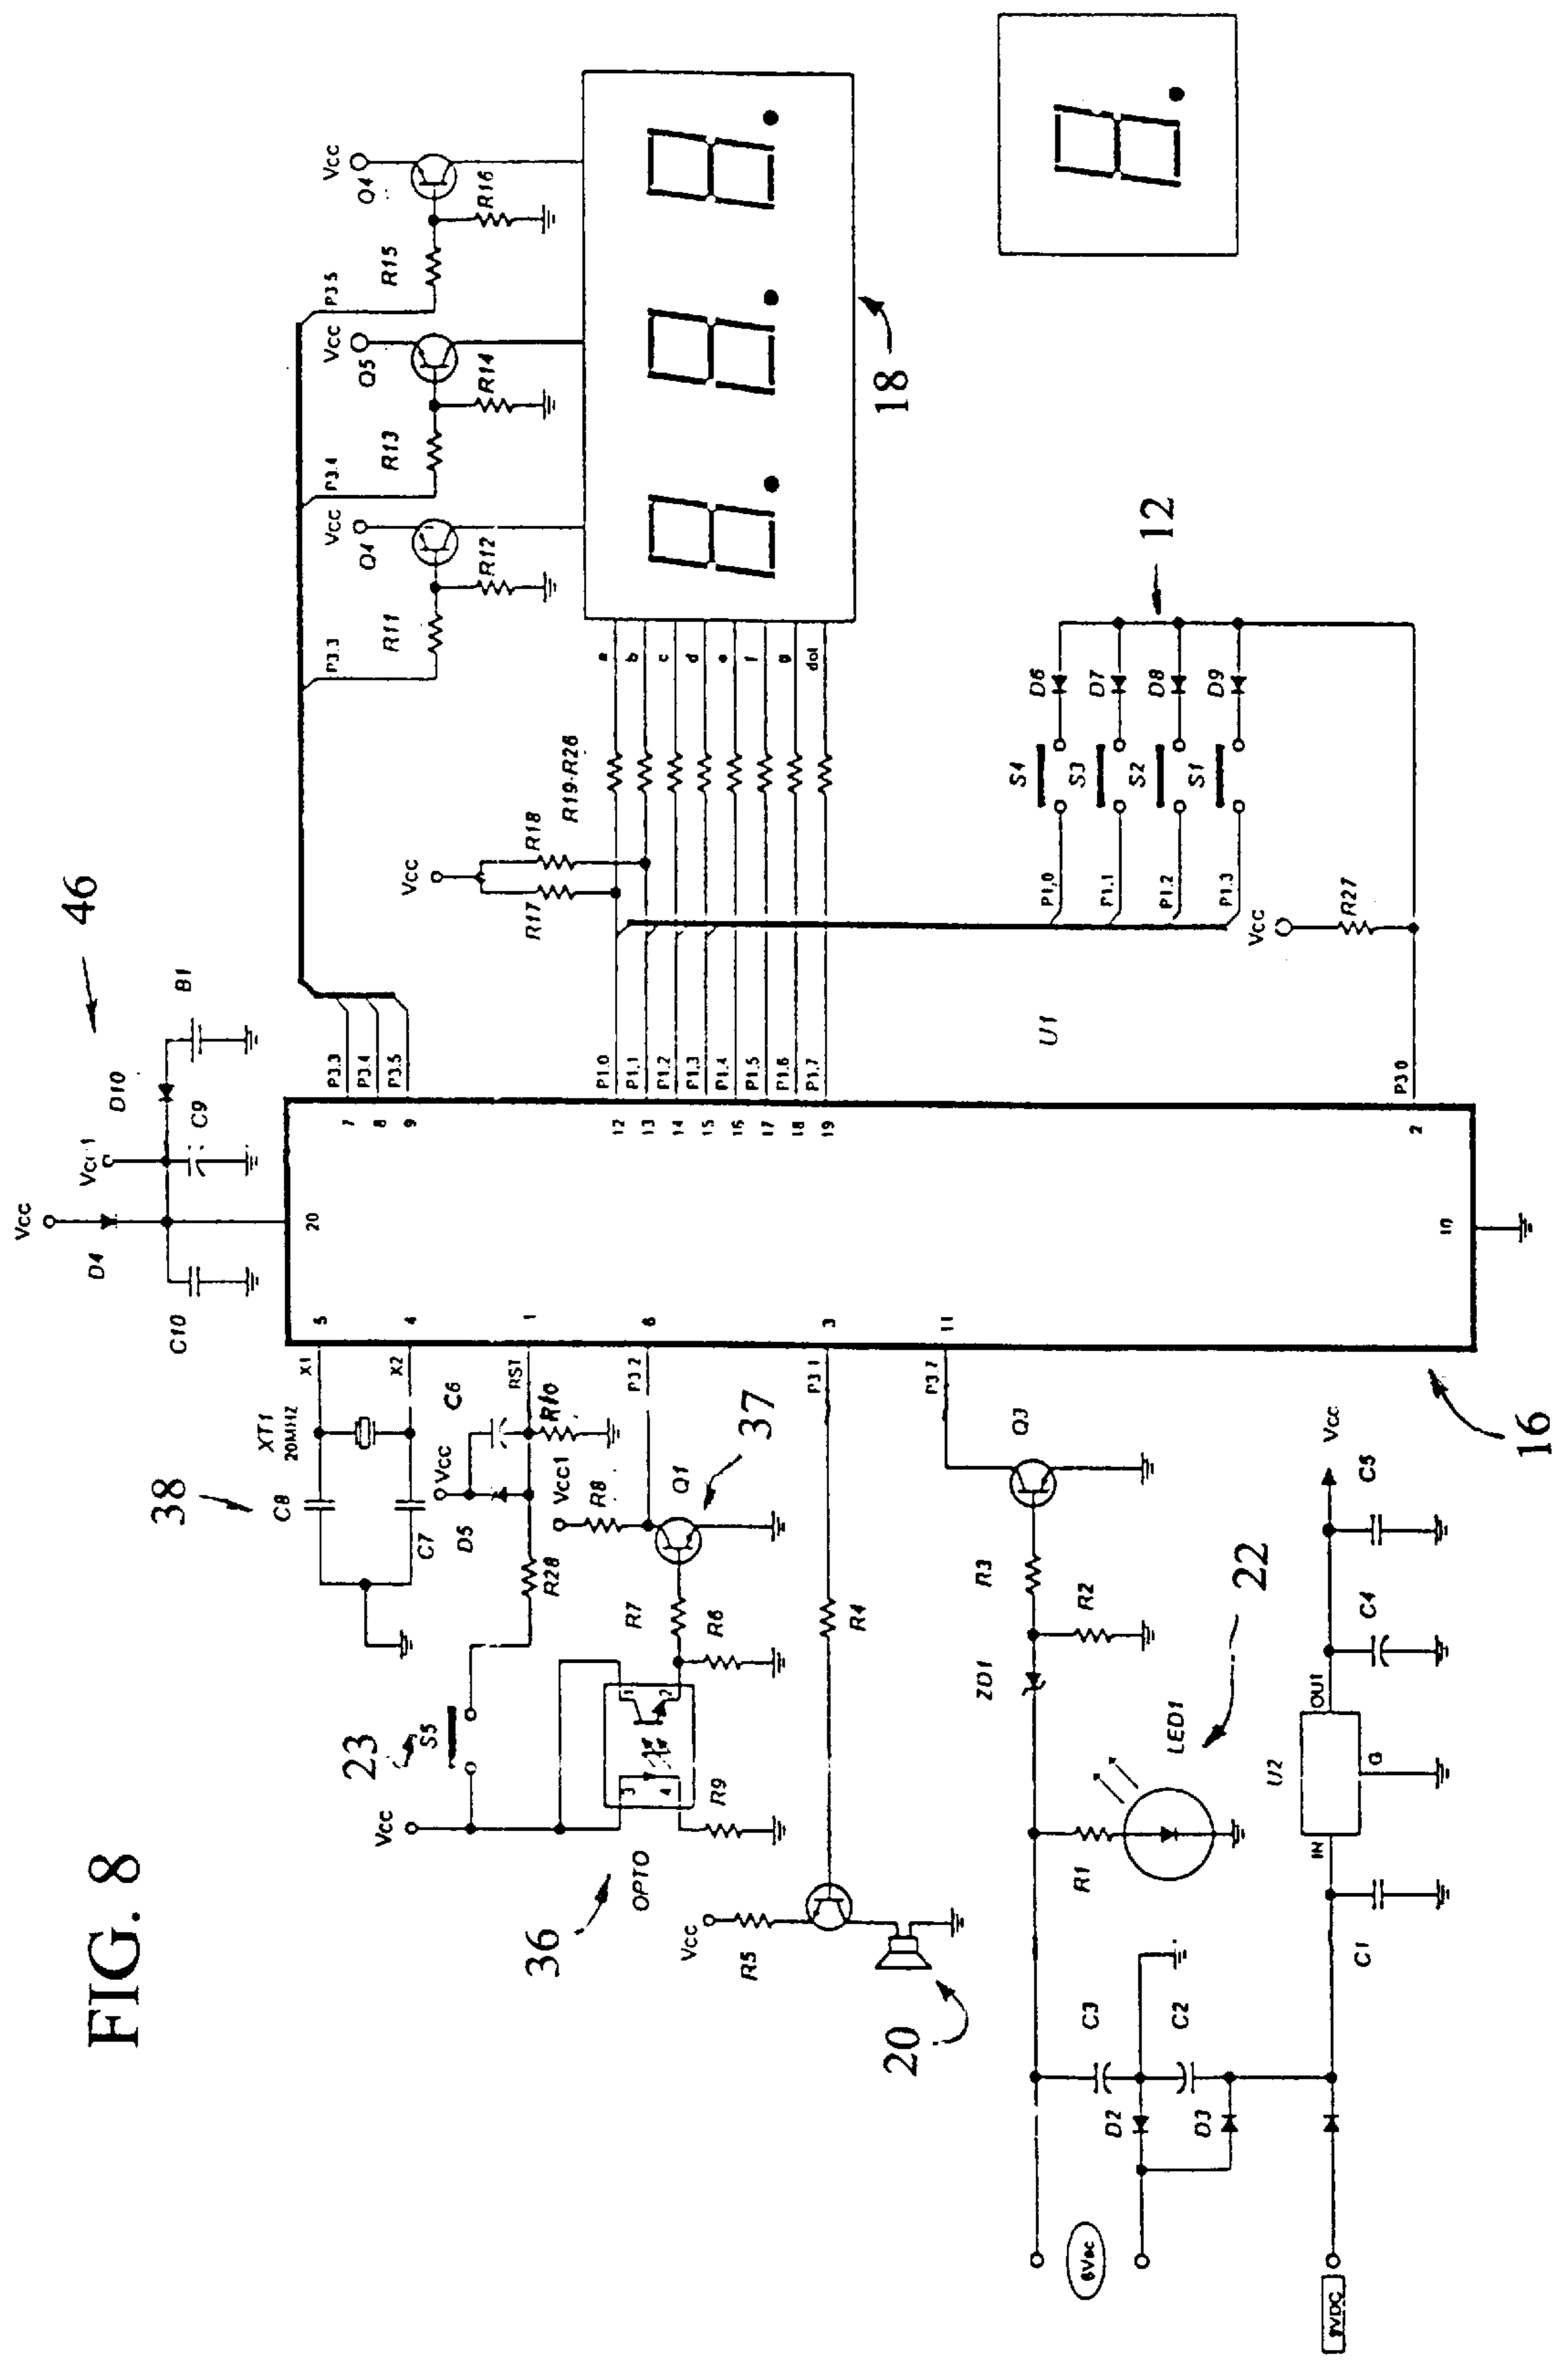 FIG. 8
46
Vcc
D4
Vcc1
D10
B1
C10
C9
38
XT1
20MHZ
C8
C7
X1
X2
5
4
20
P3.3
P3.4
P3.5
7
8
9
P3.3
P3.4
P3.5
Vcc
Vcc
Vcc
Q4
Q5
Q4
R11
R12
R13
R14
R15
R16
23
S5
Vcc
D5
Vcc
C6
RST
1
R10
R28
36
OPTO
3
4
1
2
R9
R7
R6
Vcc1
R8
Q1
37
P3.2
6
Vcc
R17
R18
R19-R26
P1.0
P1.1
P1.2
P1.3
P1.4
P1.5
P1.6
P1.7
12
13
14
15
16
17
18
19
a
b
c
d
e
f
g
dot
18
Vcc
R5
20
R4
P3.1
3
P3.7
11
Q3
R3
R2
ZD1
R1
LED1
22
U1
S4
S3
S2
S1
D6
D7
D8
D9
12
P1.0
P1.1
P1.2
P1.3
Vcc
R27
P3.0
2
10
16
6Vac
D2
D3
C3
C2
9VDC
C1
IN
U2
OUT
G
C4
C5
Vcc